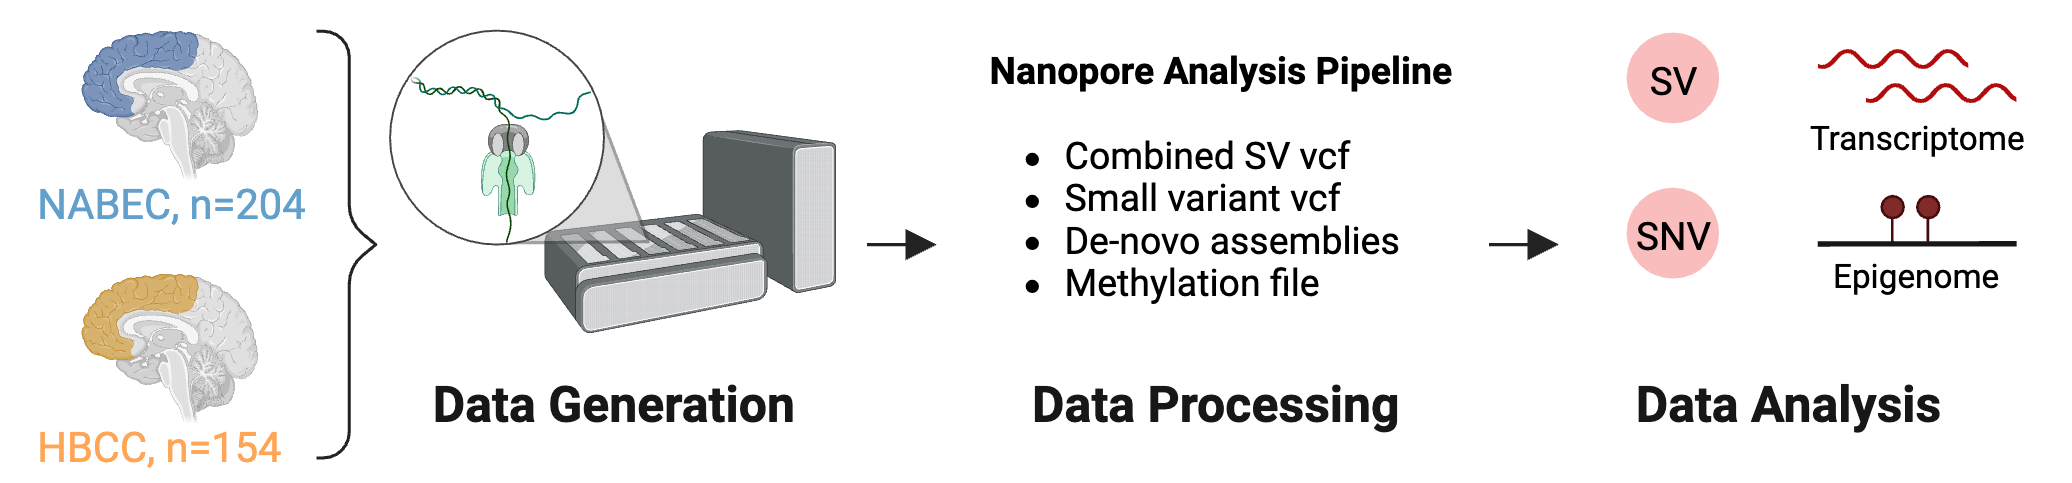 NABEC, n=204
HBCC, n=154
Data Generation
Nanopore Analysis Pipeline
• Combined SV vcf
• Small variant vcf
• De-novo assemblies
• Methylation file
Data Processing
SV
Transcriptome
SNV
Epigenome
Data Analysis